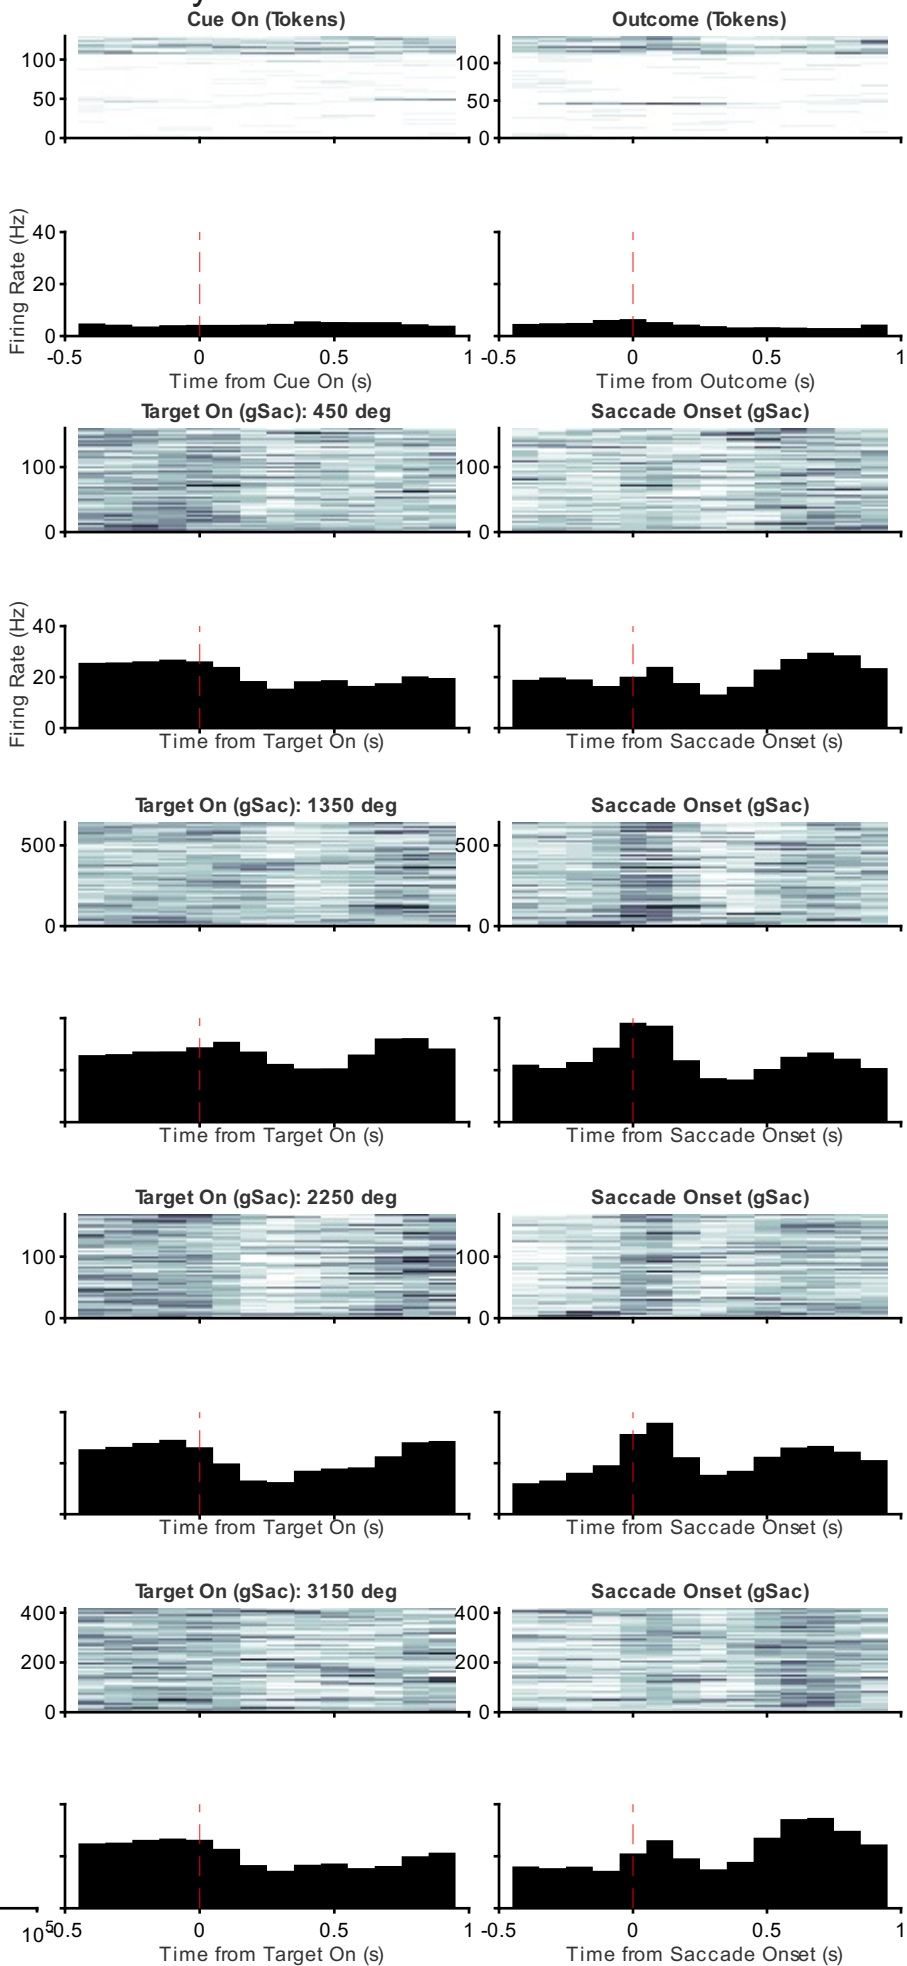 Cue On (Tokens)
Outcome (Tokens)
100
50
0
100
50
0
Firing Rate (Hz)
40
20
0
-0.5
0
0.5
1
0
0.5
1
Time from Cue On (s)
Time from Outcome (s)
Target On (gSac): 450 deg
Saccade Onset (gSac)
100
0
100
0
Firing Rate (Hz)
40
20
0
Time from Target On (s)
Time from Saccade Onset (s)
Target On (gSac): 1350 deg
Saccade Onset (gSac)
500
0
500
0
Time from Target On (s)
Time from Saccade Onset (s)
Target On (gSac): 2250 deg
Saccade Onset (gSac)
100
0
100
0
Time from Target On (s)
Time from Saccade Onset (s)
Target On (gSac): 3150 deg
Saccade Onset (gSac)
400
200
0
400
200
0
10⁵
-0.5
0
0.5
1
-0.5
0
0.5
1
Time from Target On (s)
Time from Saccade Onset (s)